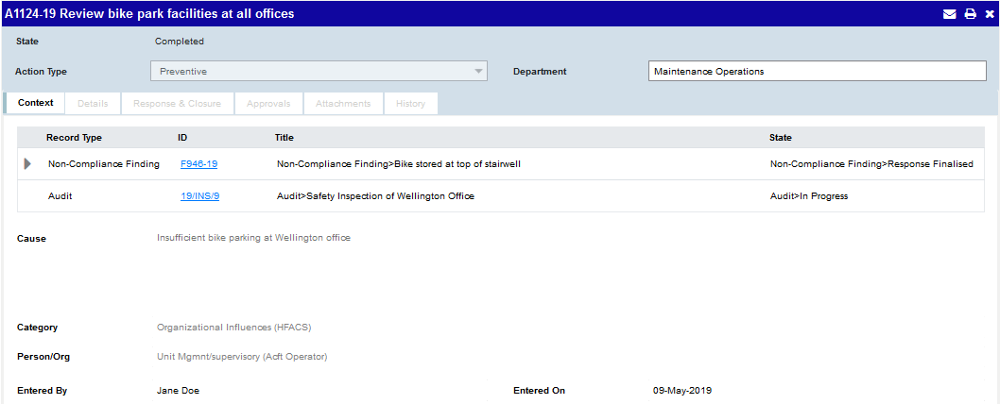 A1124-19 Review bike park facilities at all offices
State Completed
Action Type Preventive Department Maintenance Operations
Context Details Response & Closure Approvals Attachments History
Record Type ID Title State
Non-Compliance Finding F946-19 Non-Compliance Finding>Bike stored at top of stairwell Non-Compliance Finding>Response Finalised
Audit 19/INS/9 Audit>Safety Inspection of Wellington Office Audit>In Progress
Cause Insufficient bike parking at Wellington office
Category Organizational Influences (HFACS)
Person/Org Unit Mgmnt/supervisory (Acft Operator)
Entered By Jane Doe Entered On 09-May-2019